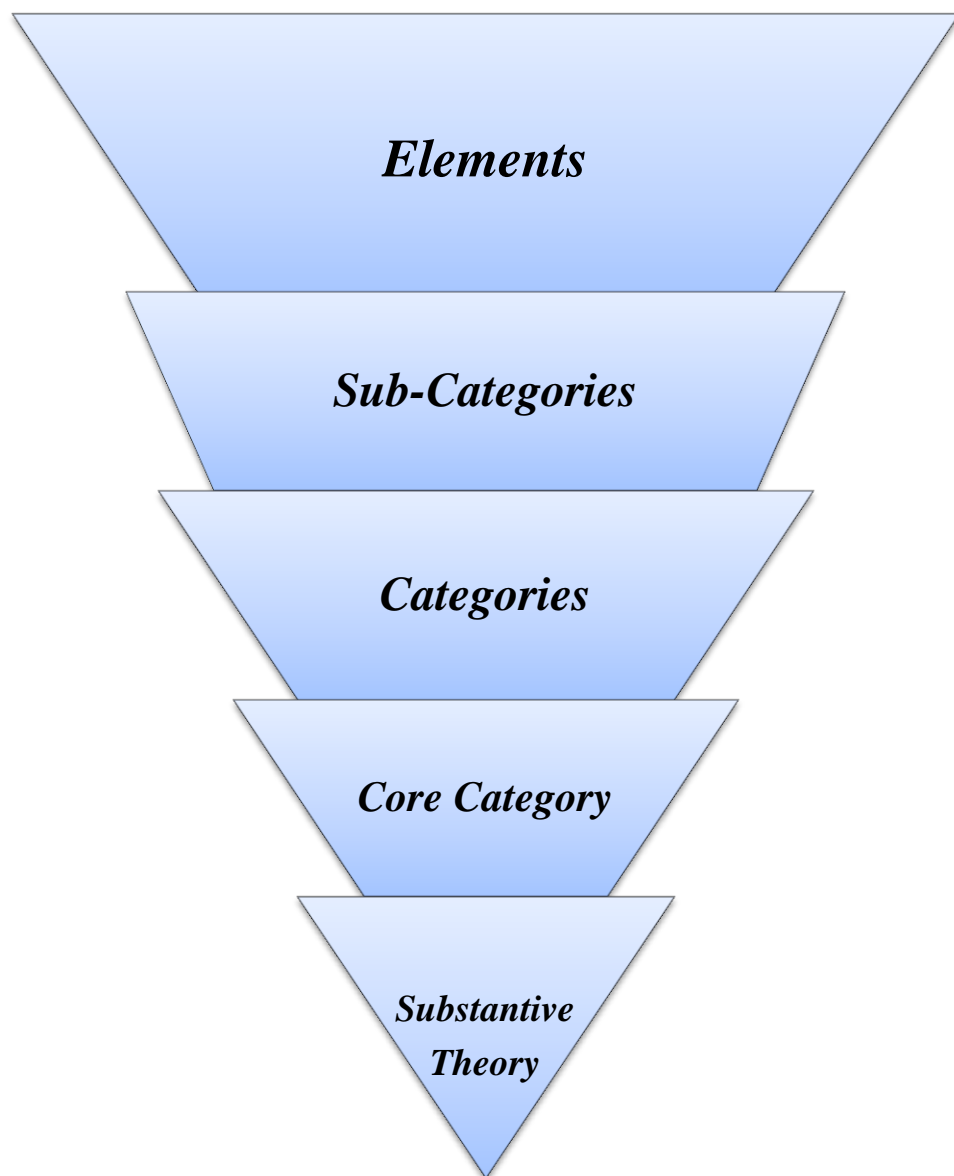 Elements
Sub-Categories
Categories
Core Category
Substantive
Theory